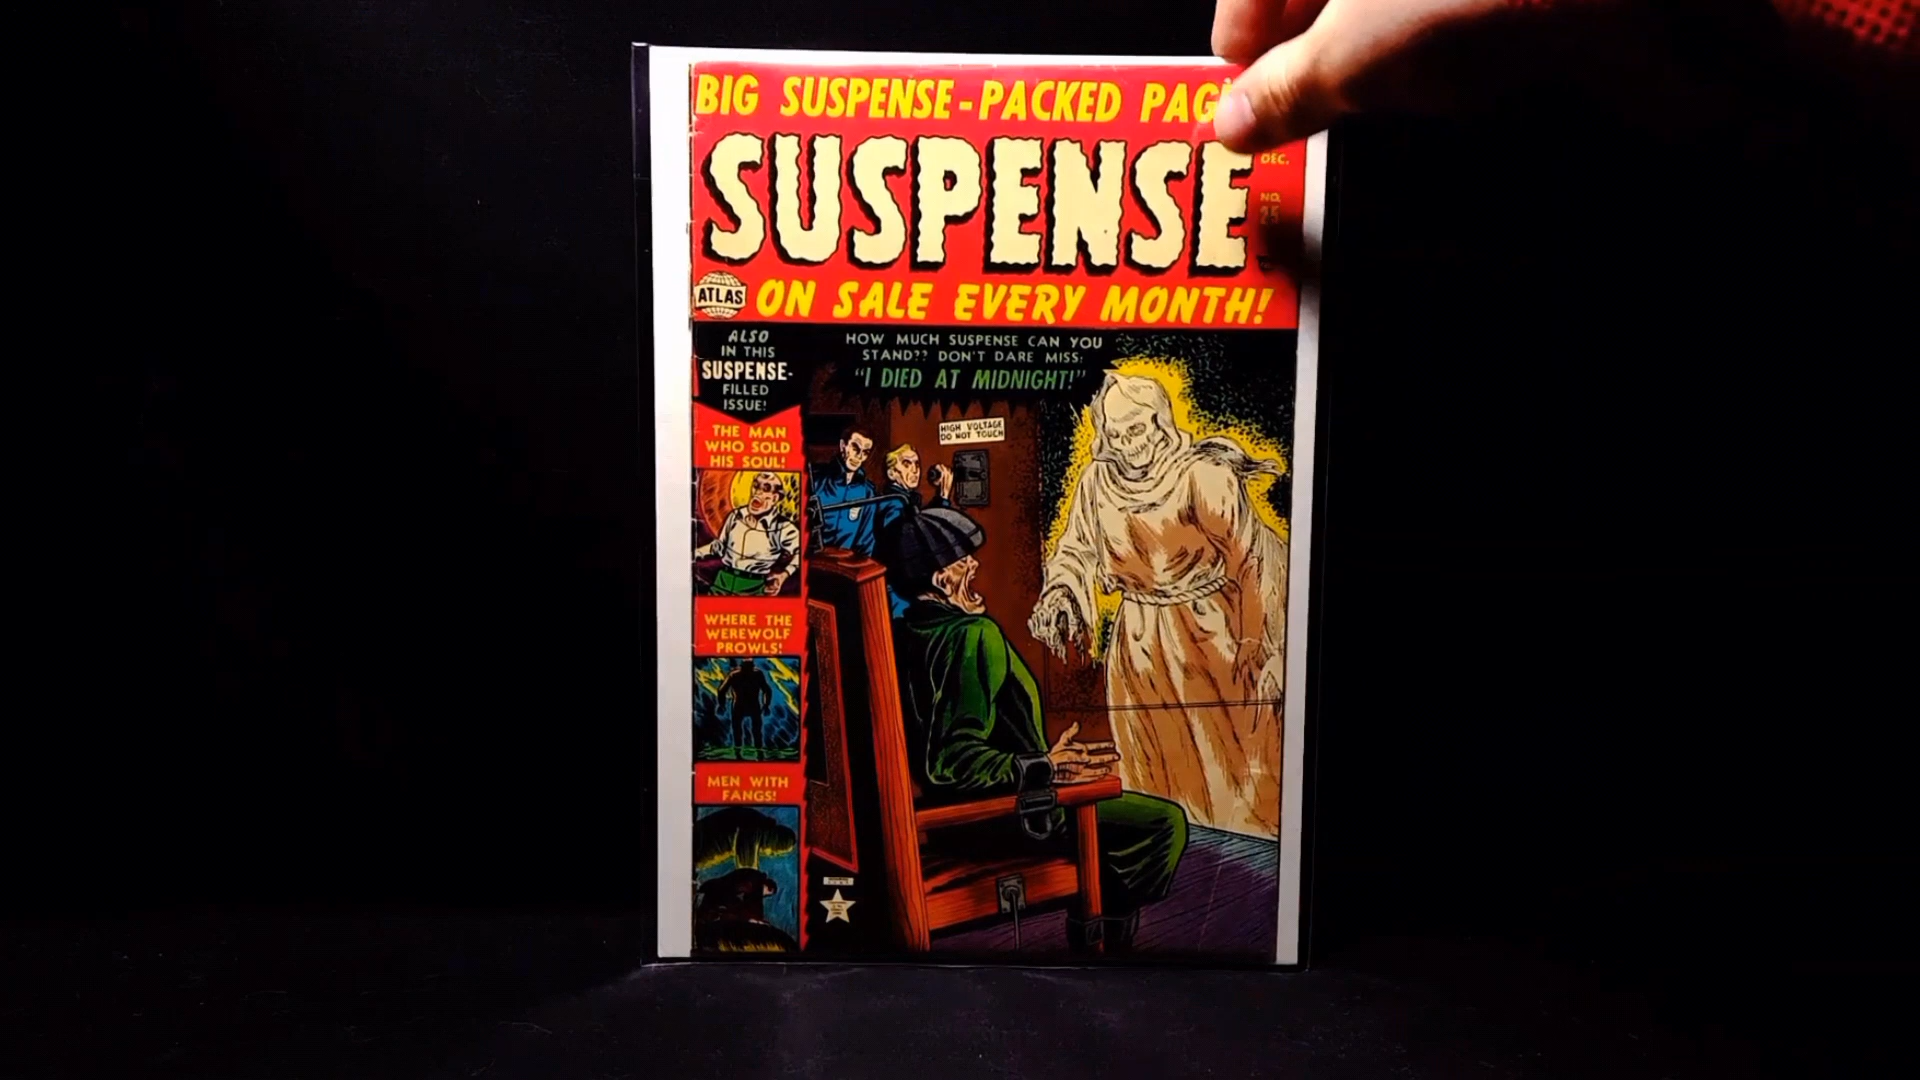 BIG SUSPENSE-PACKED PAG
SUSPENSE
DEC.
NO.
25
ATLAS
ON SALE EVERY MONTH!
ALSO
IN THIS
SUSPENSE-
FILLED
ISSUE!
HOW MUCH SUSPENSE CAN YOU
STAND?? DON'T DARE MISS:
"I DIED AT MIDNIGHT!"
THE MAN
WHO SOLD
HIS SOUL!
HIGH VOLTAGE
DO NOT TOUCH
WHERE THE
WEREWOLF
PROWLS!
MEN WITH
FANGS!